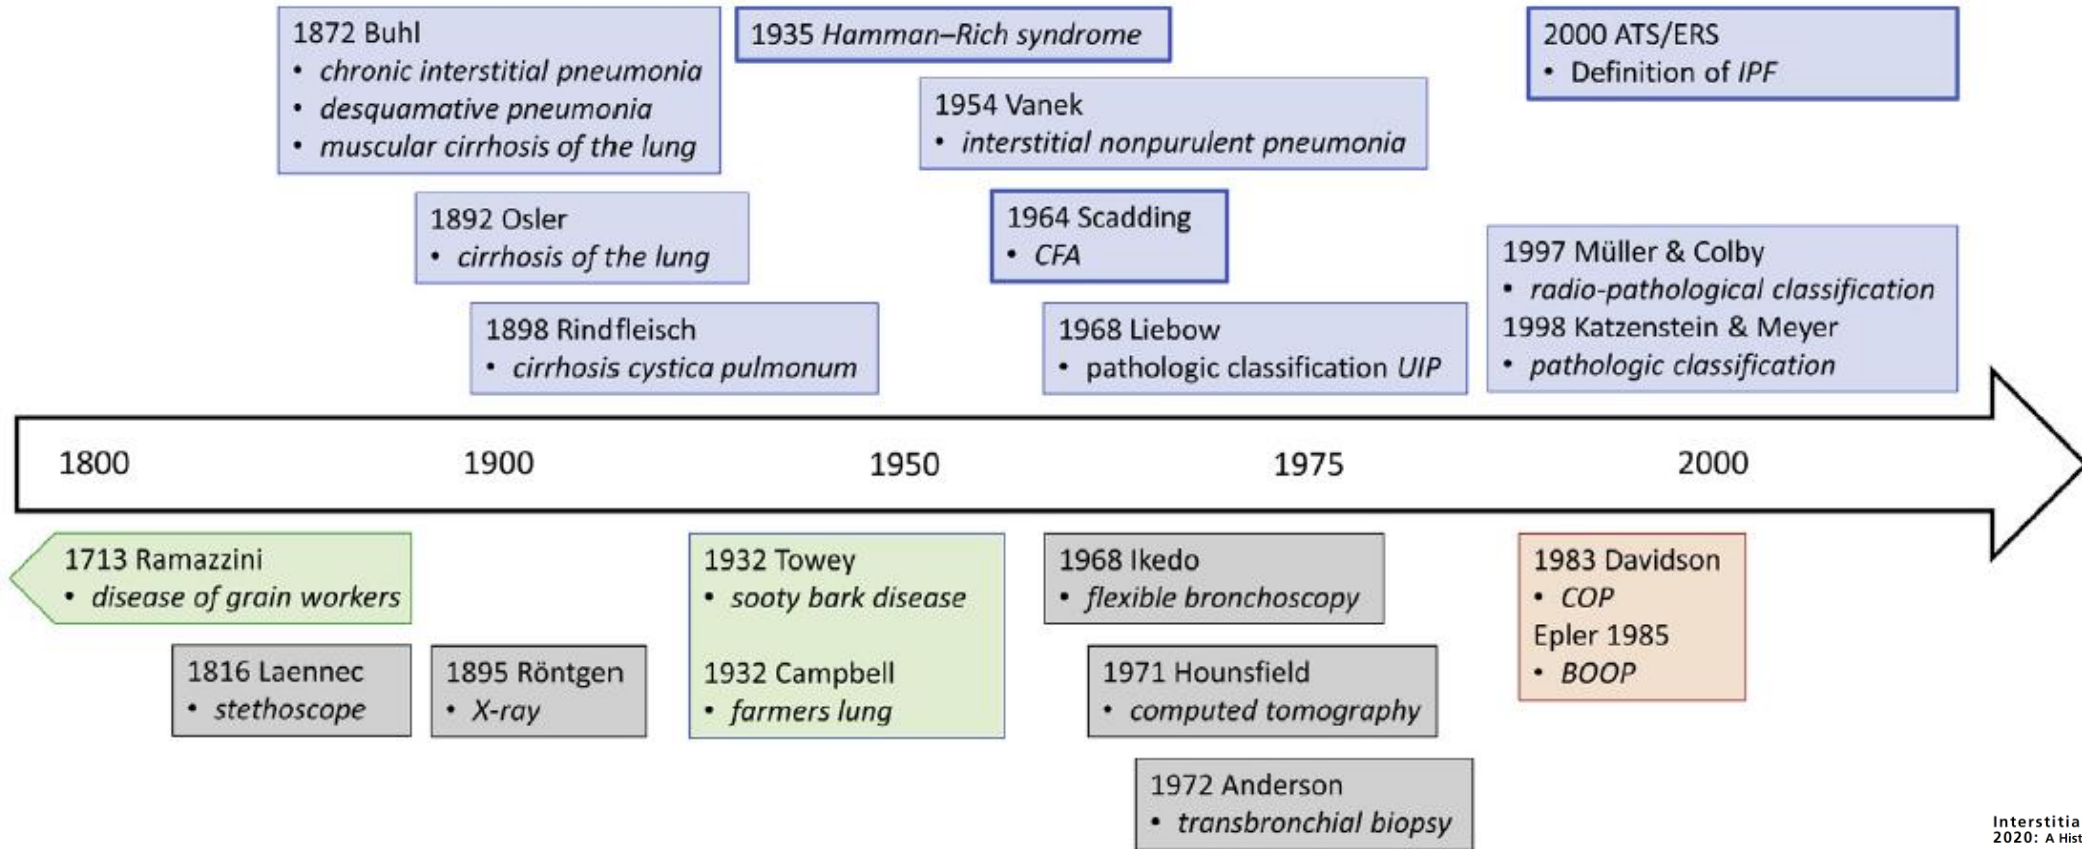 1872 Buhl
• chronic interstitial pneumonia
• desquamative pneumonia
• muscular cirrhosis of the lung
1935 Hamman–Rich syndrome
2000 ATS/ERS
• Definition of IPF
1954 Vanek
• interstitial nonpurulent pneumonia
1892 Osler
• cirrhosis of the lung
1964 Scadding
• CFA
1997 Müller & Colby
• radio-pathological classification
1998 Katzenstein & Meyer
• pathologic classification
1898 Rindfleisch
• cirrhosis cystica pulmonum
1968 Liebow
• pathologic classification UIP
1800 1900 1950 1975 2000
1713 Ramazzini
• disease of grain workers
1932 Towey
• sooty bark disease
1932 Campbell
• farmers lung
1968 Ikedo
• flexible bronchoscopy
1983 Davidson
• COP
Epler 1985
• BOOP
1816 Laennec
• stethoscope
1895 Röntgen
• X-ray
1971 Hounsfield
• computed tomography
1972 Anderson
• transbronchial biopsy
Interstitia
2020: A Hist